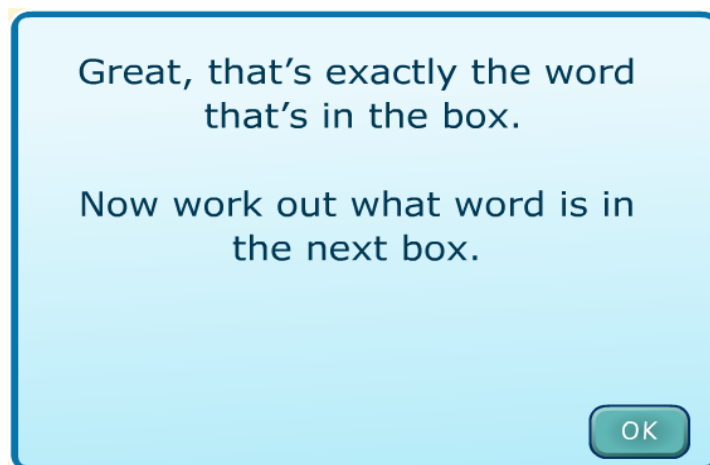 Great, that’s exactly the word
that’s in the box.
Now work out what word is in
the next box.
OK